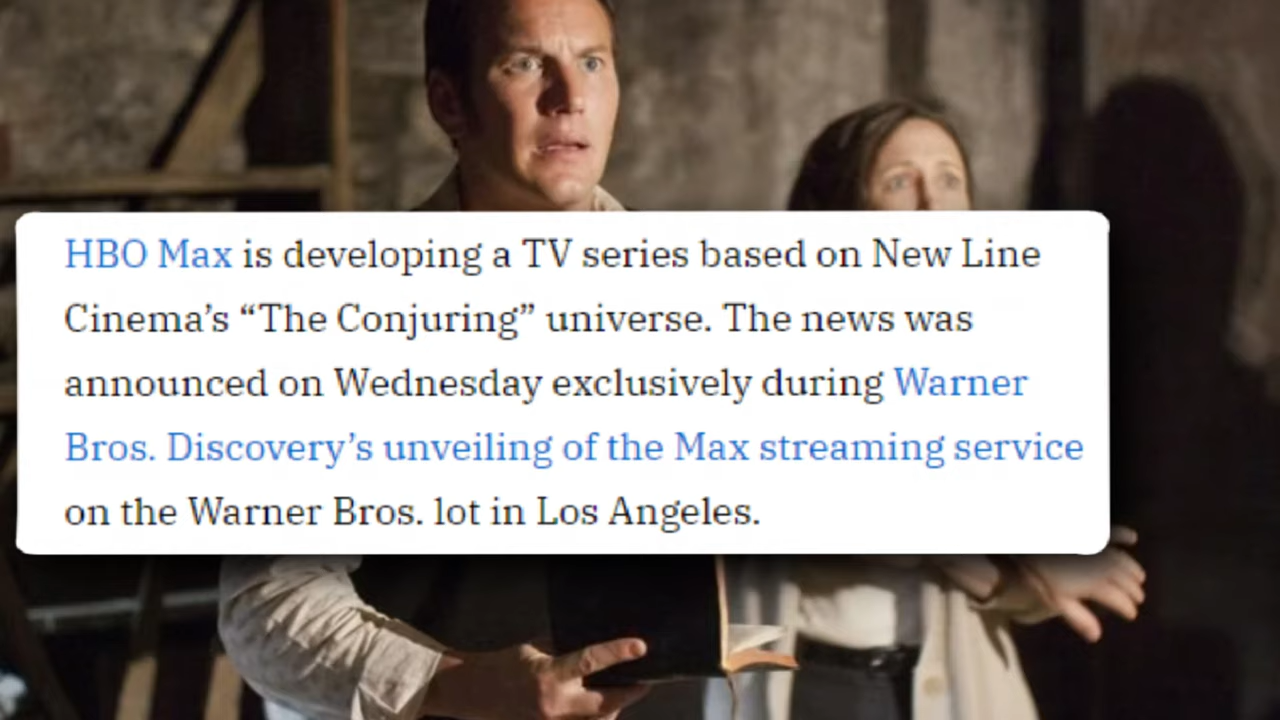 HBO Max is developing a TV series based on New Line
Cinema’s “The Conjuring” universe. The news was
announced on Wednesday exclusively during Warner
Bros. Discovery’s unveiling of the Max streaming service
on the Warner Bros. lot in Los Angeles.